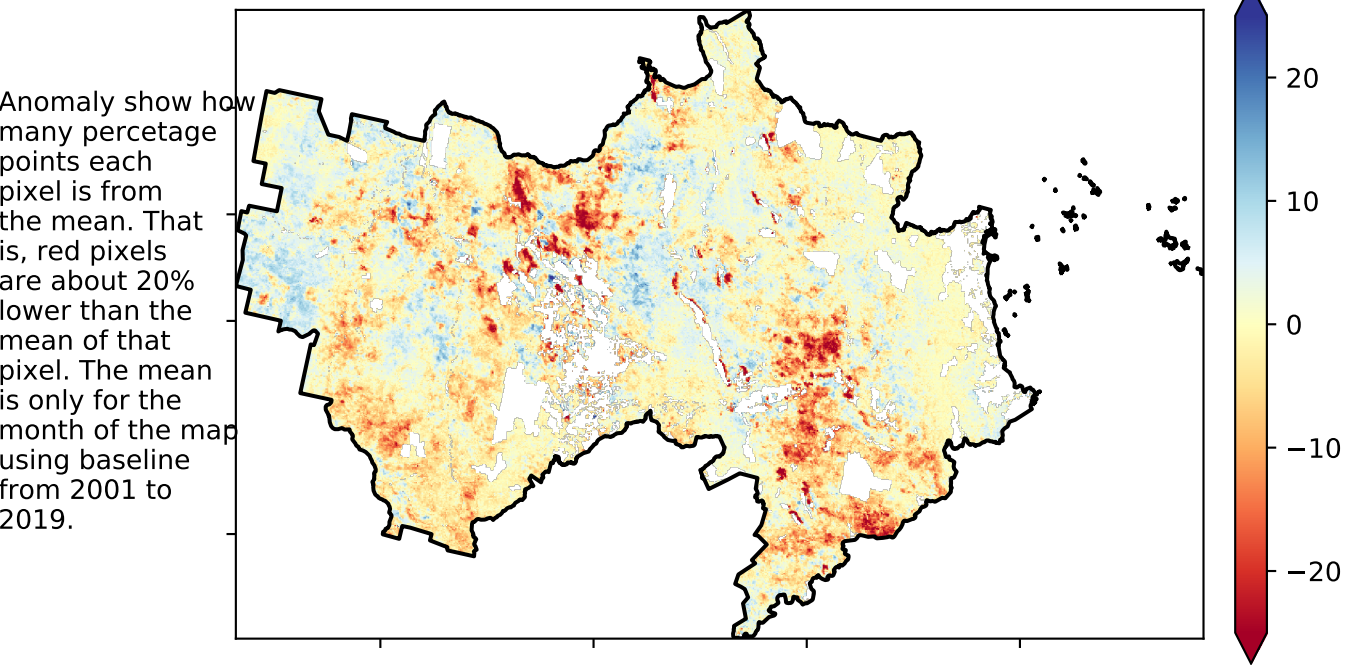 Anomaly show how
many percetage
points each
pixel is from
the mean. That
is, red pixels
are about 20%
lower than the
mean of that
pixel. The mean
is only for the
month of the map
using baseline
from 2001 to
2019.
20
10
0
−10
−20